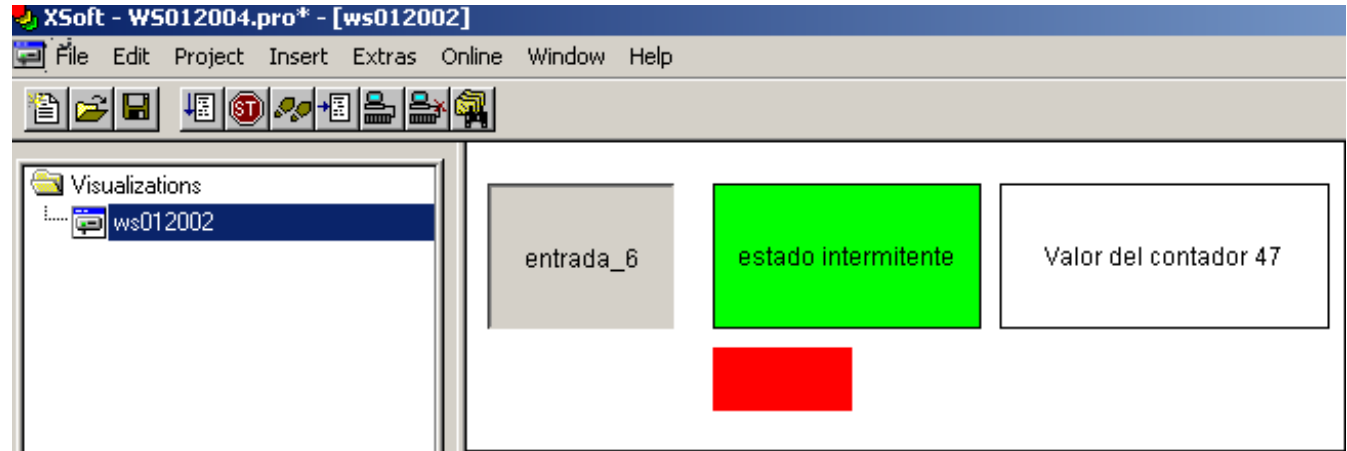 XSoft - WS012004.pro* - [ws012002]
File Edit Project Insert Extras Online Window Help
ST
Visualizations
ws012002
entrada_6
estado intermitente
Valor del contador 47